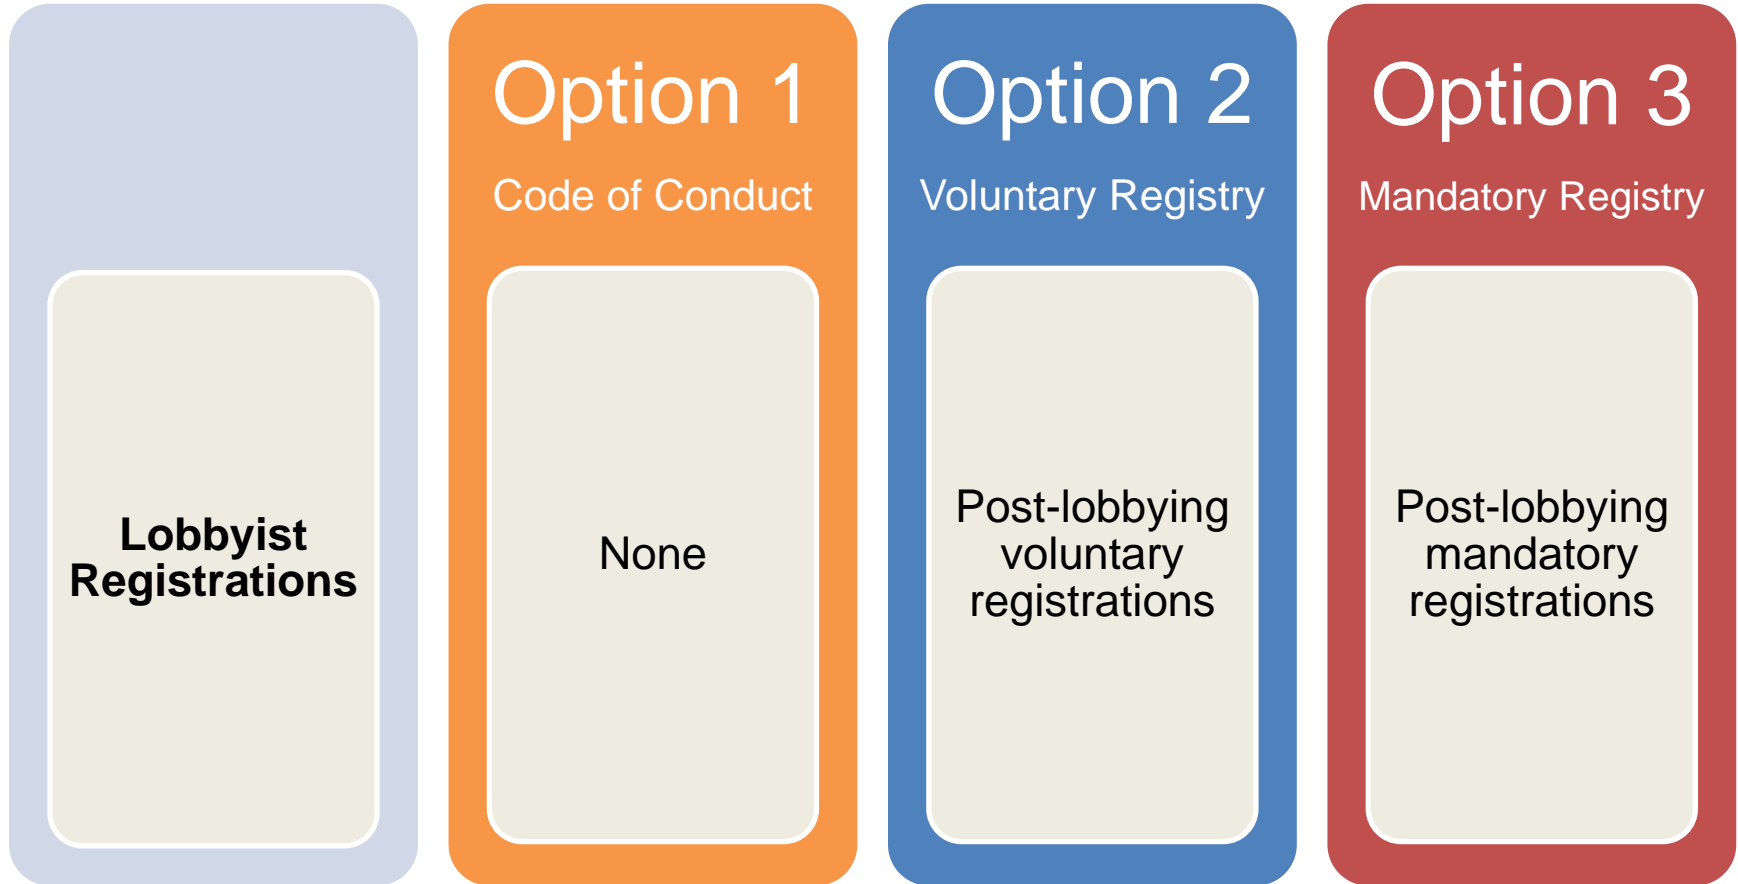 Option 1
Code of Conduct
Option 2
Voluntary Registry
Option 3
Mandatory Registry
Lobbyist
Registrations
None
Post-lobbying
voluntary
registrations
Post-lobbying
mandatory
registrations